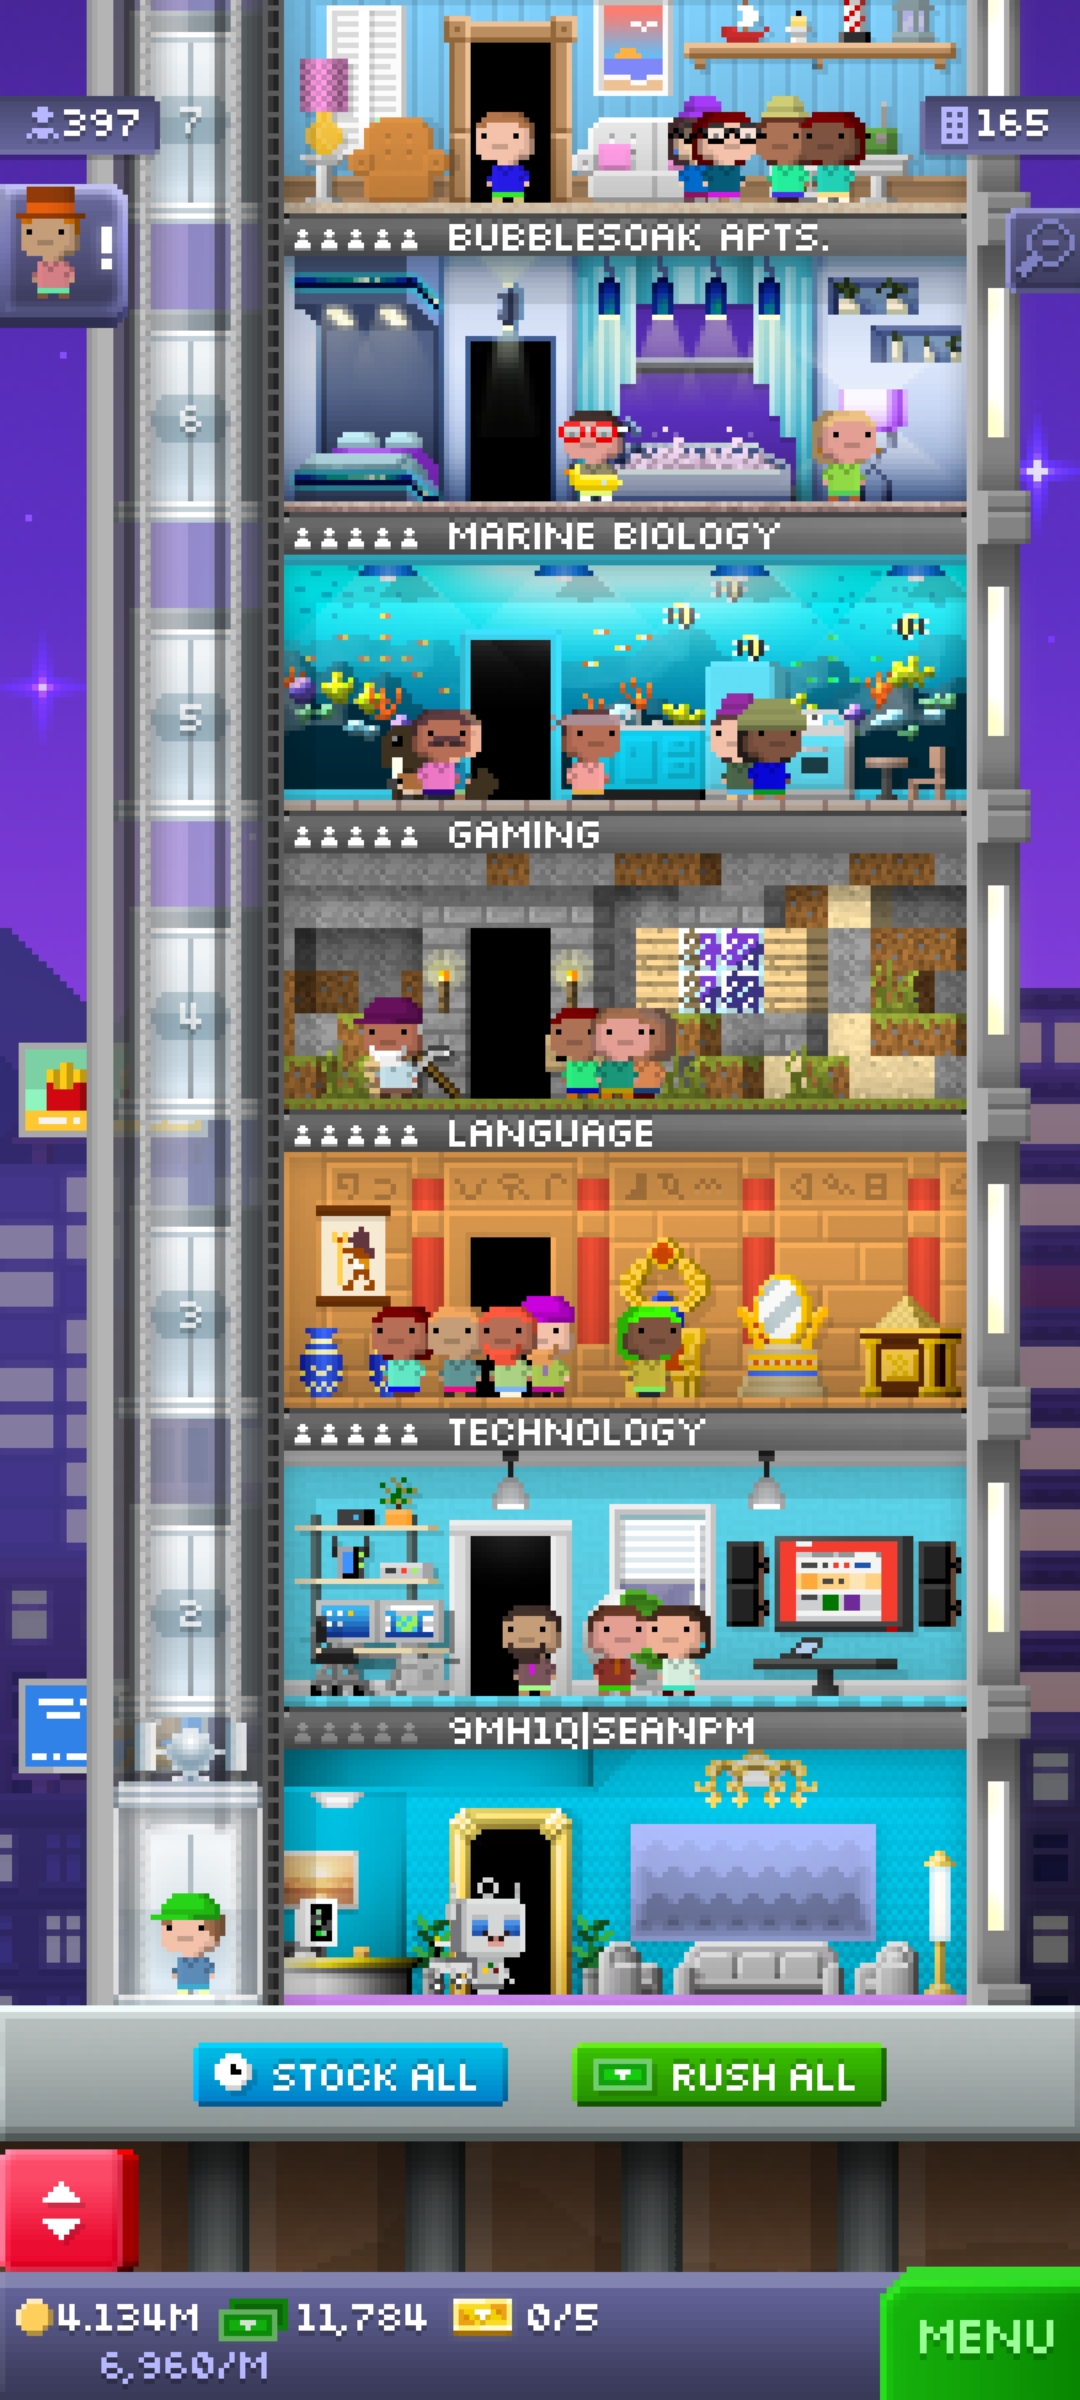 7
397
165
!
BUBBLESOAK APTS.
6
MARINE BIOLOGY
5
GAMING
4
LANGUAGE
3
TECHNOLOGY
2
9MH1Q|SEANPM
STOCK ALL
RUSH ALL
4.134M
11,784
0/5
6,960/M
MENU